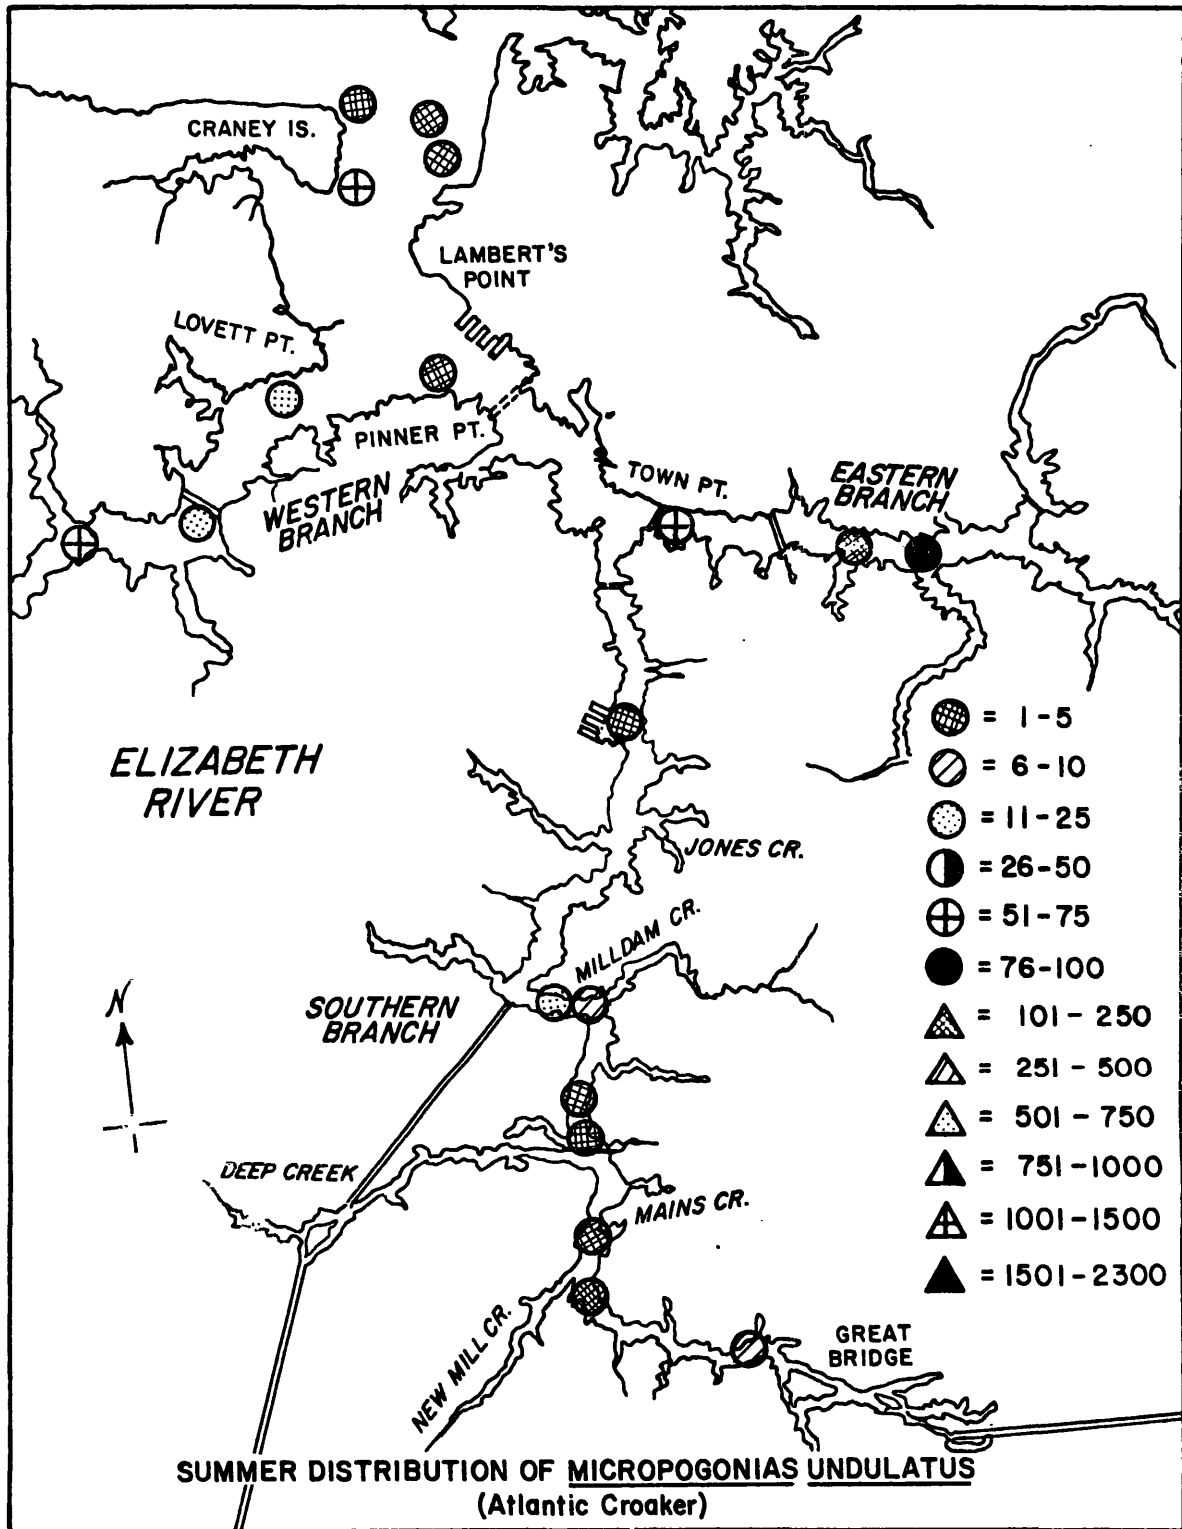 CRANEY IS.
LAMBERT'S
POINT
LOVETT PT.
PINNER PT.
WESTERN
BRANCH
TOWN PT.
EASTERN
BRANCH
ELIZABETH
RIVER
JONES CR.
MILLDAM CR.
SOUTHERN
BRANCH
N
DEEP CREEK
MAINS CR.
NEW MILL CR.
GREAT
BRIDGE
= 1-5
= 6-10
= 11-25
= 26-50
= 51-75
= 76-100
= 101-250
= 251-500
= 501-750
= 751-1000
= 1001-1500
= 1501-2300
SUMMER DISTRIBUTION OF MICROPOGONIAS UNDULATUS
(Atlantic Croaker)